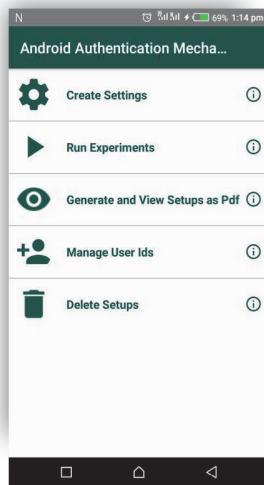 N 69% 1:14 pm
Android Authentication Mecha...
Create Settings
Run Experiments
Generate and View Setups as Pdf
Manage User Ids
Delete Setups